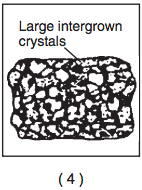 Large intergrown
crystals
( 4 )